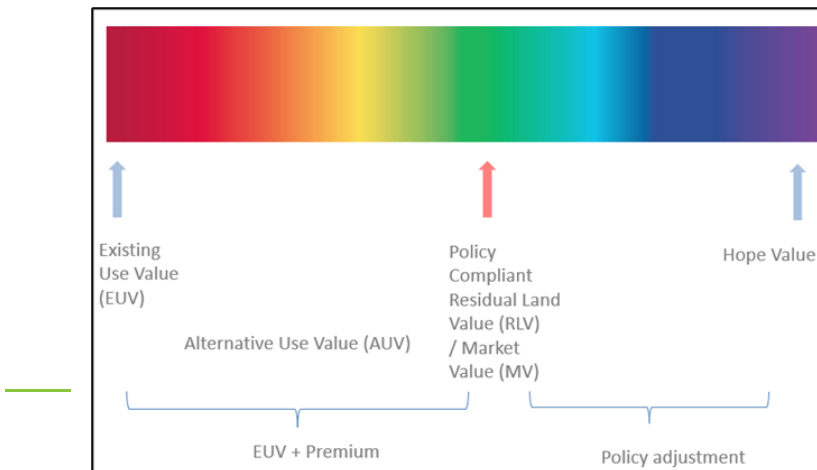 Existing
Use Value
(EUV)
Policy
Compliant
Residual Land
Value (RLV)
/ Market
Value (MV)
Hope Value
Alternative Use Value (AUV)
EUV + Premium
Policy adjustment